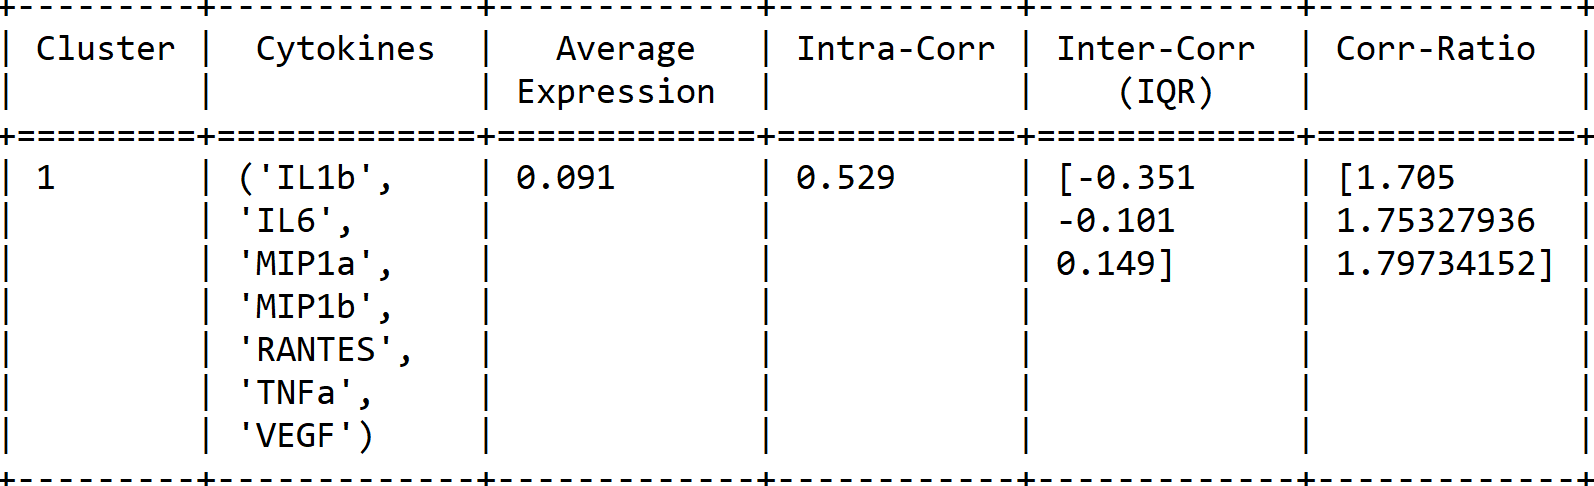 +---------+-------------+-------------+------------+-------------+-------------+
| Cluster |  Cytokines  |   Average   | Intra-Corr | Inter-Corr  | Corr-Ratio  |
|         |             | Expression  |            |    (IQR)    |             |
+=========+=============+=============+============+=============+=============+
| 1       | ('IL1b',    | 0.091       | 0.529      | [-0.351     | [1.705      |
|         | 'IL6',      |             |            | -0.101      | 1.75327936  |
|         | 'MIP1a',    |             |            | 0.149]      | 1.79734152] |
|         | 'MIP1b',    |             |            |             |             |
|         | 'RANTES',   |             |            |             |             |
|         | 'TNFa',     |             |            |             |             |
|         | 'VEGF')     |             |            |             |             |
+---------+-------------+-------------+------------+-------------+-------------+